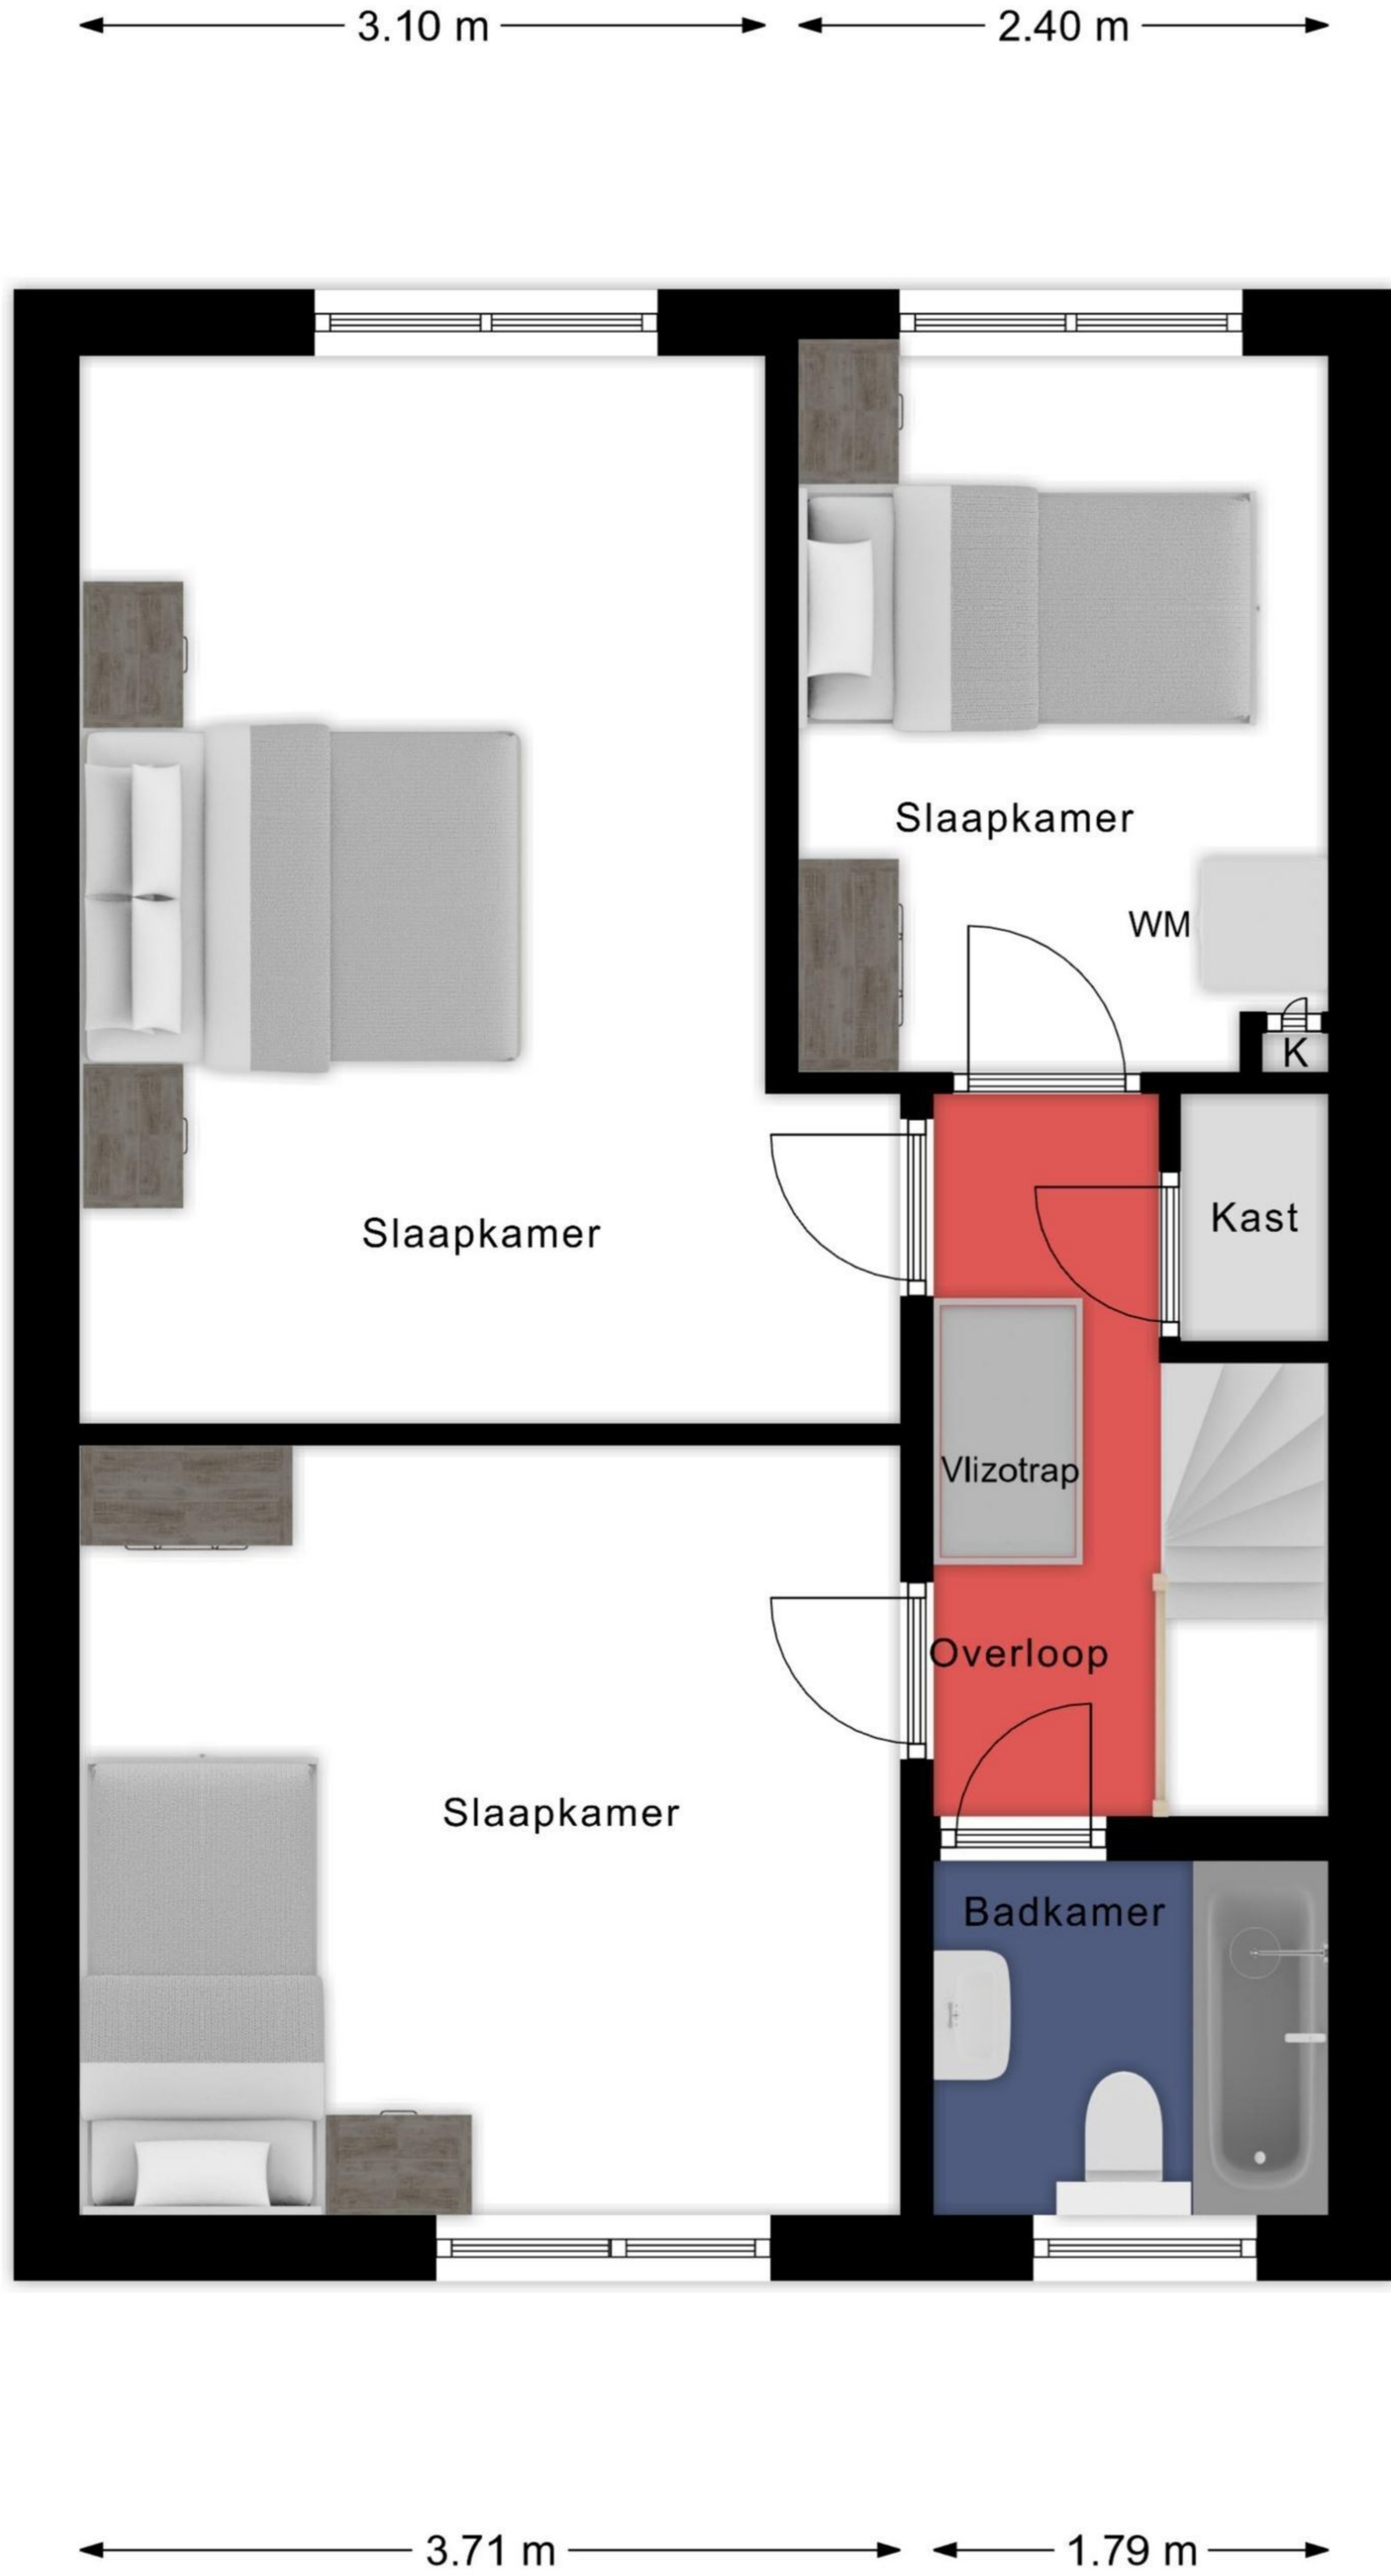 3.10 m
2.40 m
Slaapkamer
WM
K
Kast
Slaapkamer
Vlizotrap
Overloop
Slaapkamer
Badkamer
3.71 m
1.79 m